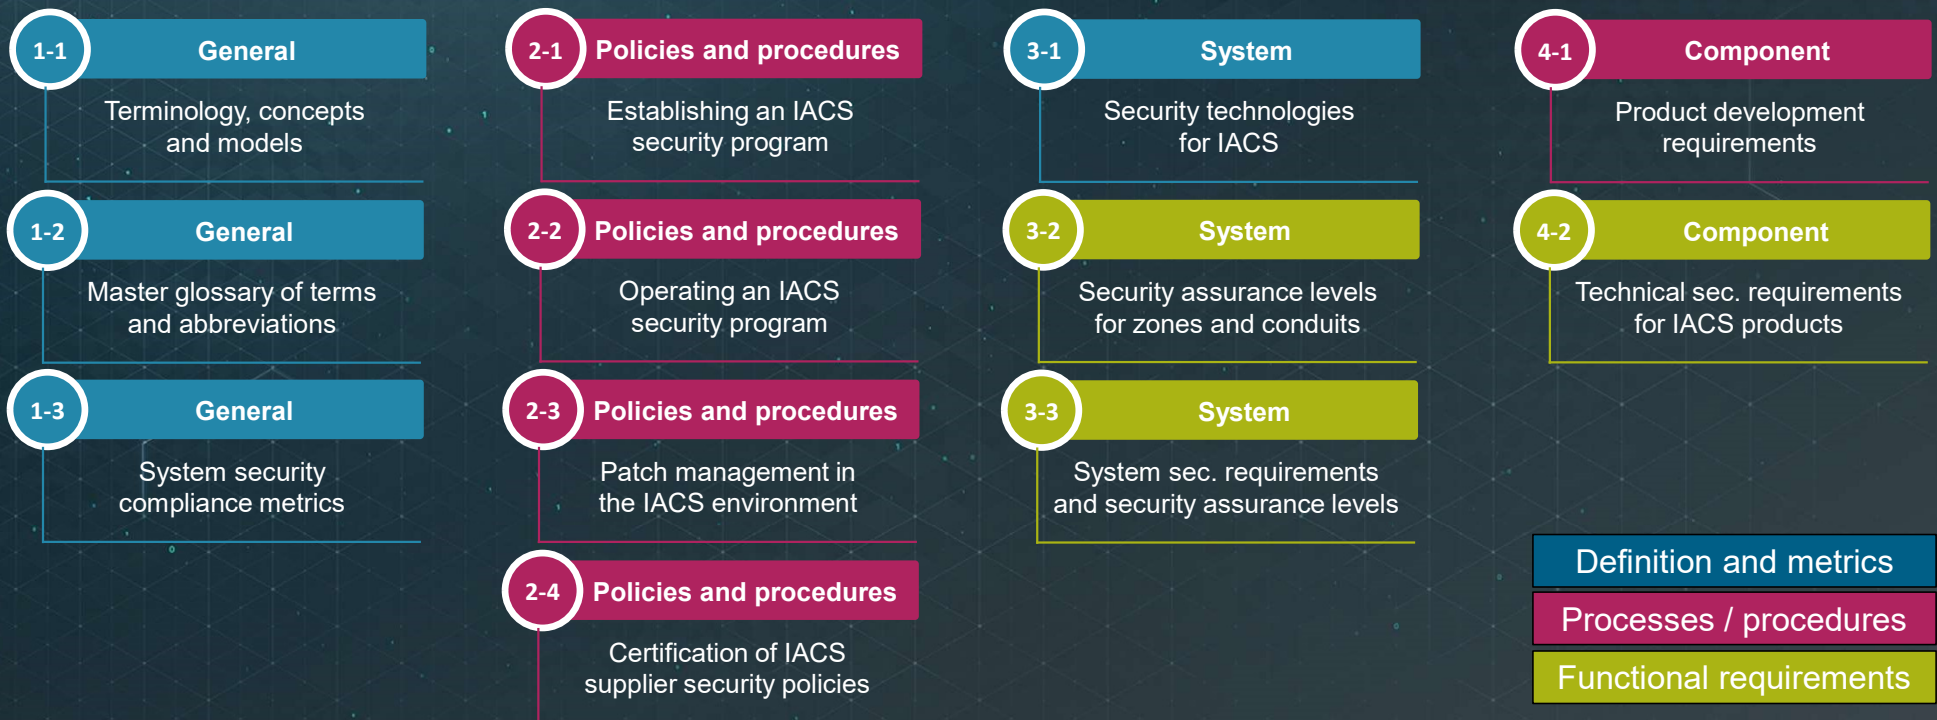 1-1
General
Terminology, concepts
and models
1-2
General
Master glossary of terms
and abbreviations
1-3
General
System security
compliance metrics
2-1
Policies and procedures
Establishing an IACS
security program
2-2
Policies and procedures
Operating an IACS
security program
2-3
Policies and procedures
Patch management in
the IACS environment
2-4
Policies and procedures
Certification of IACS
supplier security policies
3-1
System
Security technologies
for IACS
3-2
System
Security assurance levels
for zones and conduits
3-3
System
System sec. requirements
and security assurance levels
4-1
Component
Product development
requirements
4-2
Component
Technical sec. requirements
for IACS products
Definition and metrics
Processes / procedures
Functional requirements